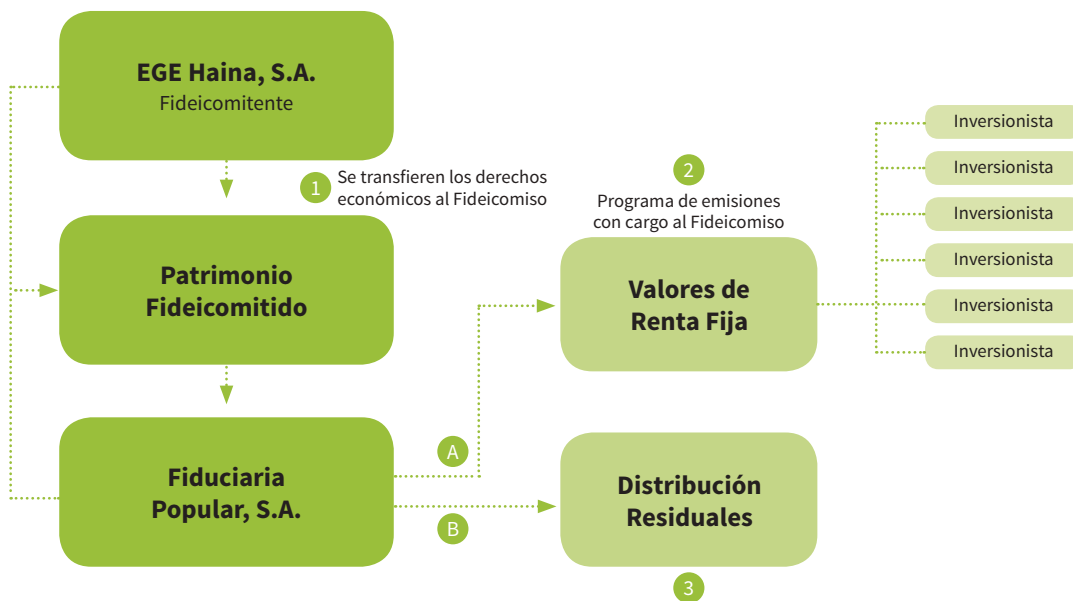 EGE Haina, S.A.
Fideicomitente
1
Se transfieren los derechos
económicos al Fideicomiso
Patrimonio
Fideicomitido
Fiduciaria
Popular, S.A.
A
B
2
Programa de emisiones
con cargo al Fideicomiso
Valores de
Renta Fija
Distribución
Residuales
3
Inversionista
Inversionista
Inversionista
Inversionista
Inversionista
Inversionista